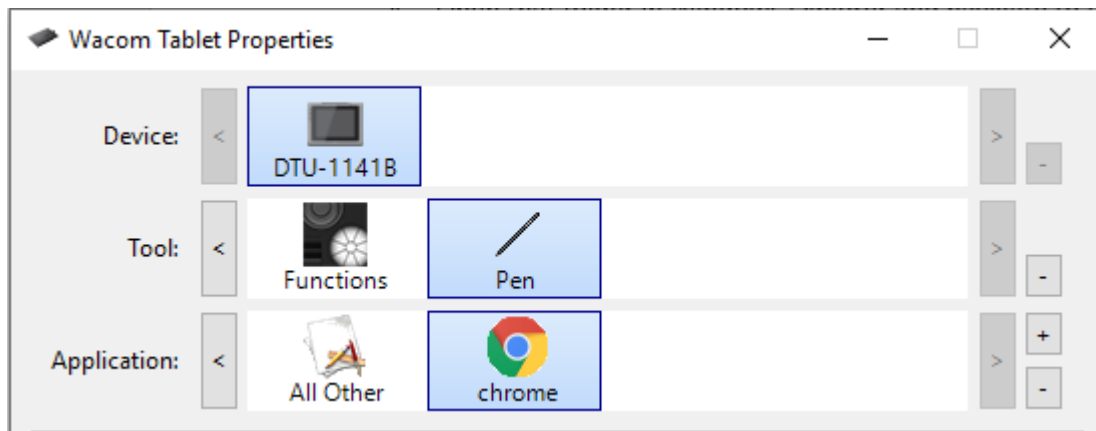 Wacom Tablet Properties
Device:
<
DTU-1141B
>
-
Tool:
<
Functions
Pen
>
-
Application:
<
All Other
chrome
>
+
-